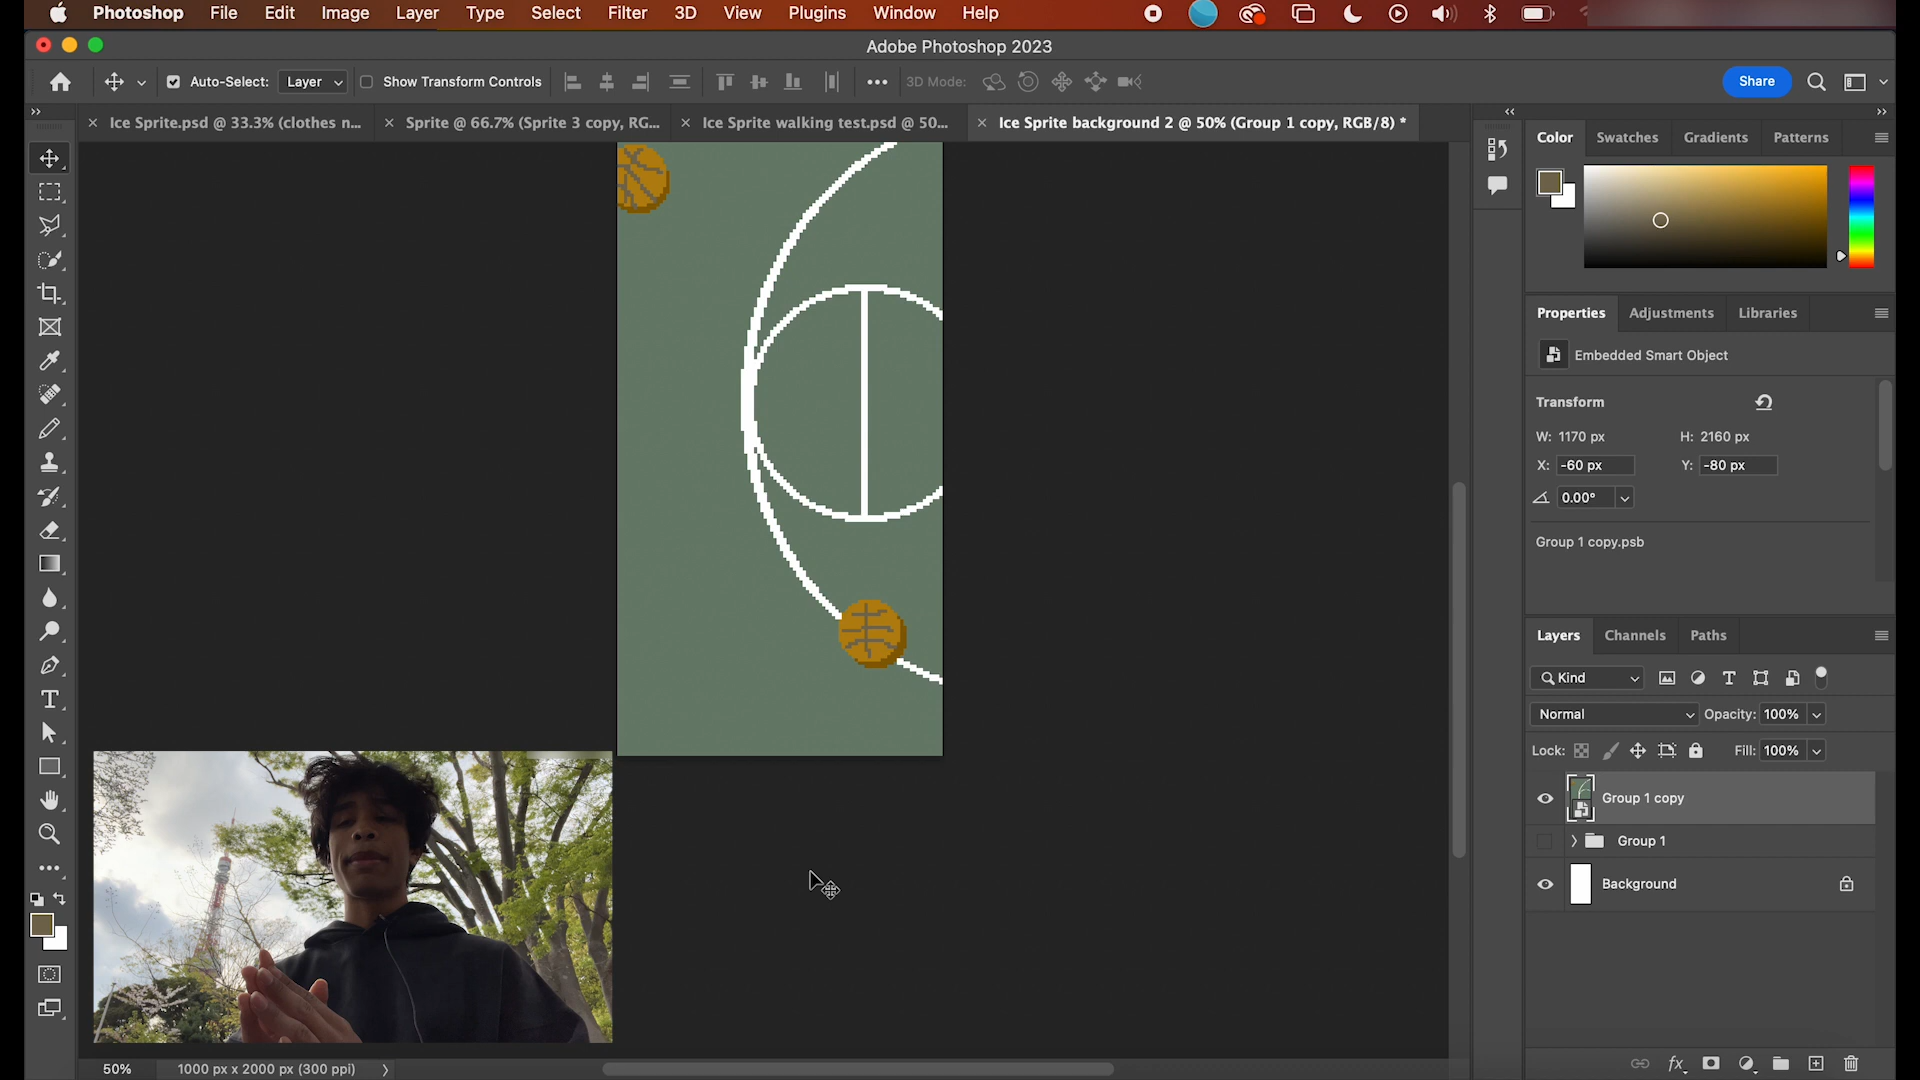 Photoshop File Edit Image Layer Type Select Filter 3D View Plugins Window Help
Adobe Photoshop 2023
Auto-Select: Layer Show Transform Controls 3D Mode: Share
Ice Sprite.psd @ 33.3% (clothes n... Sprite @ 66.7% (Sprite 3 copy, RG... Ice Sprite walking test.psd @ 50... Ice Sprite background 2 @ 50% (Group 1 copy, RGB/8) *
Color Swatches Gradients Patterns
Properties Adjustments Libraries
Embedded Smart Object
Transform
W: 1170 px H: 2160 px
X: -60 px Y: -80 px
0.00°
Group 1 copy.psb
Layers Channels Paths
Kind
Normal Opacity: 100%
Lock: Fill: 100%
Group 1 copy
Group 1
Background
50% 1000 px x 2000 px (300 ppi)